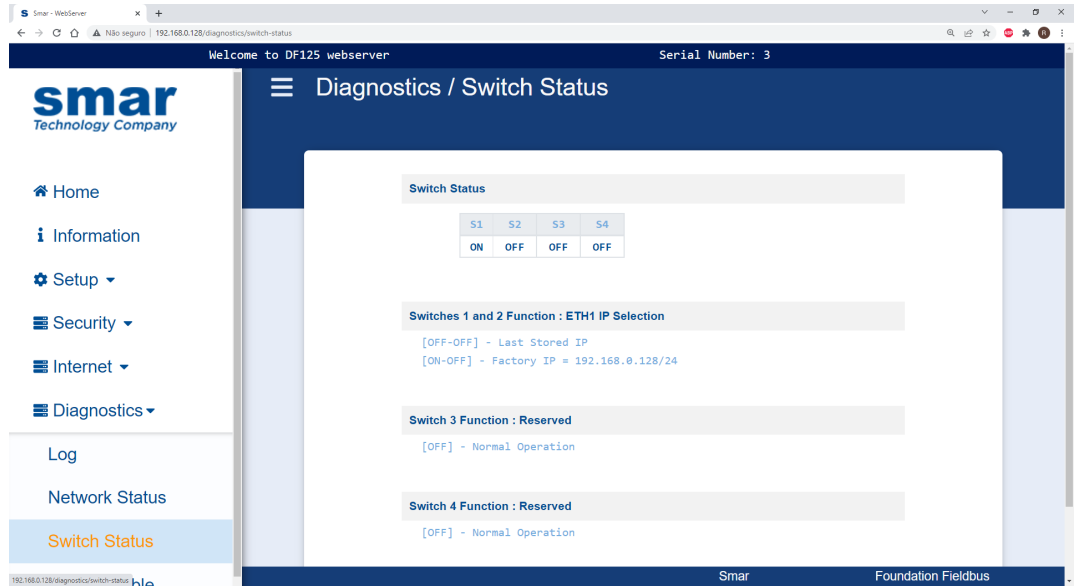 S Smar - WebServer
Não seguro | 192.168.0.128/diagnostics/switch-status
ABP
R
Welcome to DF125 webserver
Serial Number: 3
smar
Technology Company
Diagnostics / Switch Status
Home
Information
Setup
Security
Internet
Diagnostics
Log
Network Status
Switch Status
Switch Status
S1 S2 S3 S4
ON OFF OFF OFF
Switches 1 and 2 Function : ETH1 IP Selection
[OFF-OFF] - Last Stored IP
[ON-OFF] - Factory IP = 192.168.0.128/24
Switch 3 Function : Reserved
[OFF] - Normal Operation
Switch 4 Function : Reserved
[OFF] - Normal Operation
192.168.0.128/diagnostics/switch-status
Smar
Foundation Fieldbus